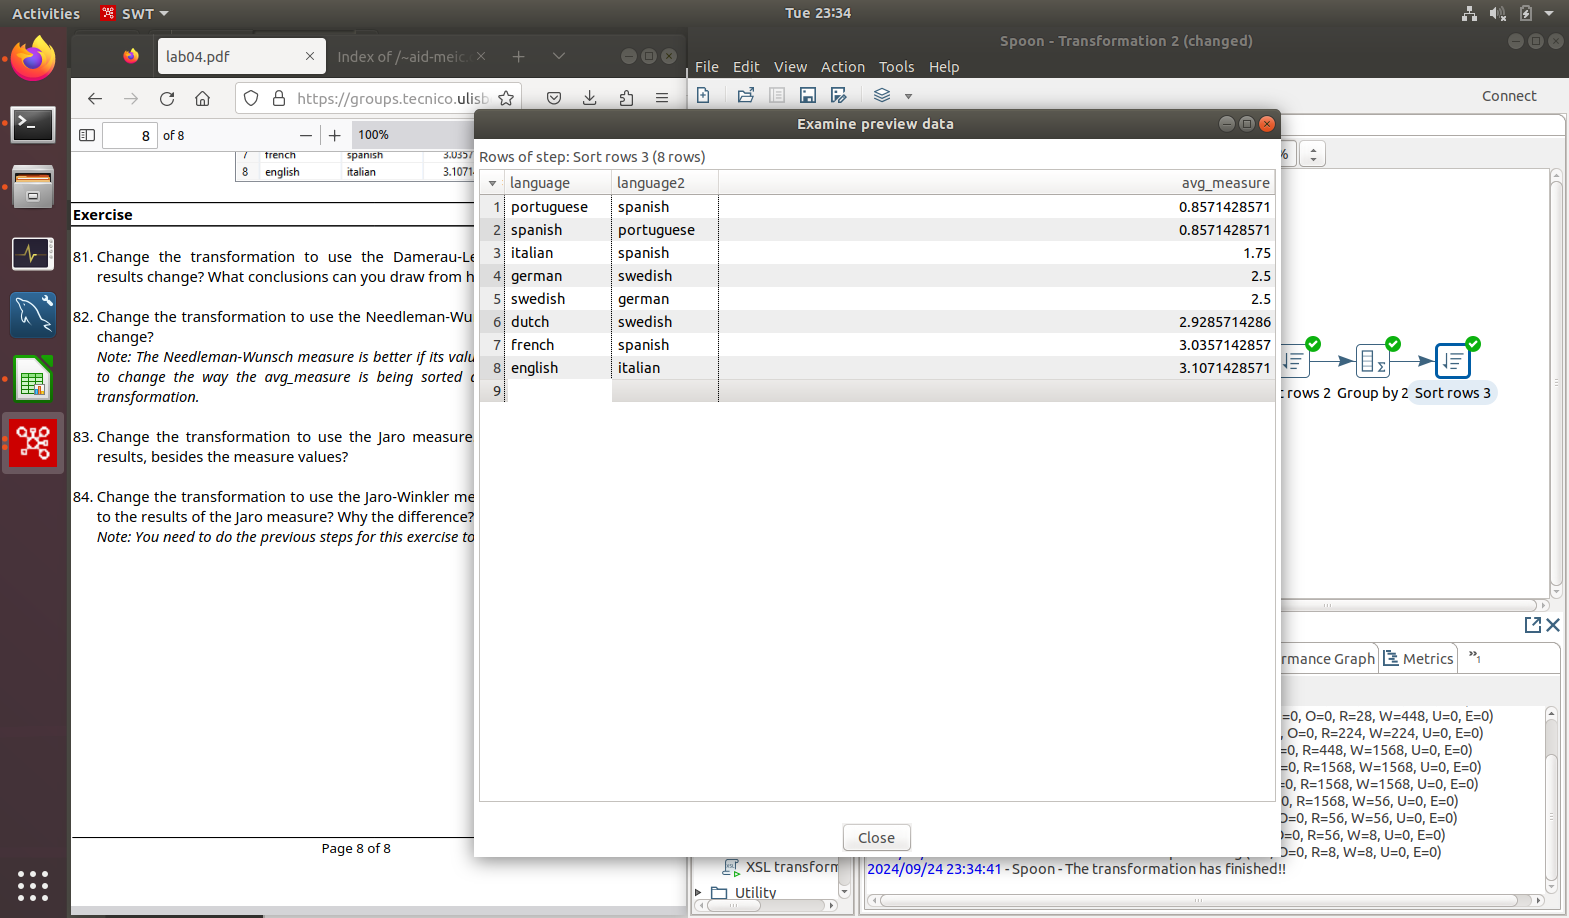 Activities SWT Tue 23:34
lab04.pdf Index of /~aid-meic.
https://groups.tecnico.ulisb
8 of 8 100%
7 french spanish 3.0357
8 english italian 3.1071
Exercise
81. Change the transformation to use the Damerau-Le
results change? What conclusions can you draw from h
82. Change the transformation to use the Needleman-Wu
change?
Note: The Needleman-Wunsch measure is better if its valu
to change the way the avg_measure is being sorted
transformation.
83. Change the transformation to use the Jaro measure
results, besides the measure values?
84. Change the transformation to use the Jaro-Winkler me
to the results of the Jaro measure? Why the difference?
Note: You need to do the previous steps for this exercise to
Page 8 of 8
Spoon - Transformation 2 (changed)
File Edit View Action Tools Help
Connect
Examine preview data
Rows of step: Sort rows 3 (8 rows)
language language2 avg_measure
1 portuguese spanish 0.8571428571
2 spanish portuguese 0.8571428571
3 italian spanish 1.75
4 german swedish 2.5
5 swedish german 2.5
6 dutch swedish 2.9285714286
7 french spanish 3.0357142857
8 english italian 3.1071428571
9
Close
%
rows 2 Group by 2 Sort rows 3
rmance Graph Metrics »1
=0, O=0, R=28, W=448, U=0, E=0)
, O=0, R=224, W=224, U=0, E=0)
=0, R=448, W=1568, U=0, E=0)
=0, R=1568, W=1568, U=0, E=0)
=0, R=1568, W=1568, U=0, E=0)
0, R=1568, W=56, U=0, E=0)
O=0, R=56, W=56, U=0, E=0)
=0, R=56, W=8, U=0, E=0)
O=0, R=8, W=8, U=0, E=0)
2024/09/24 23:34:41 - Spoon - The transformation has finished!!
XSL transform
Utility